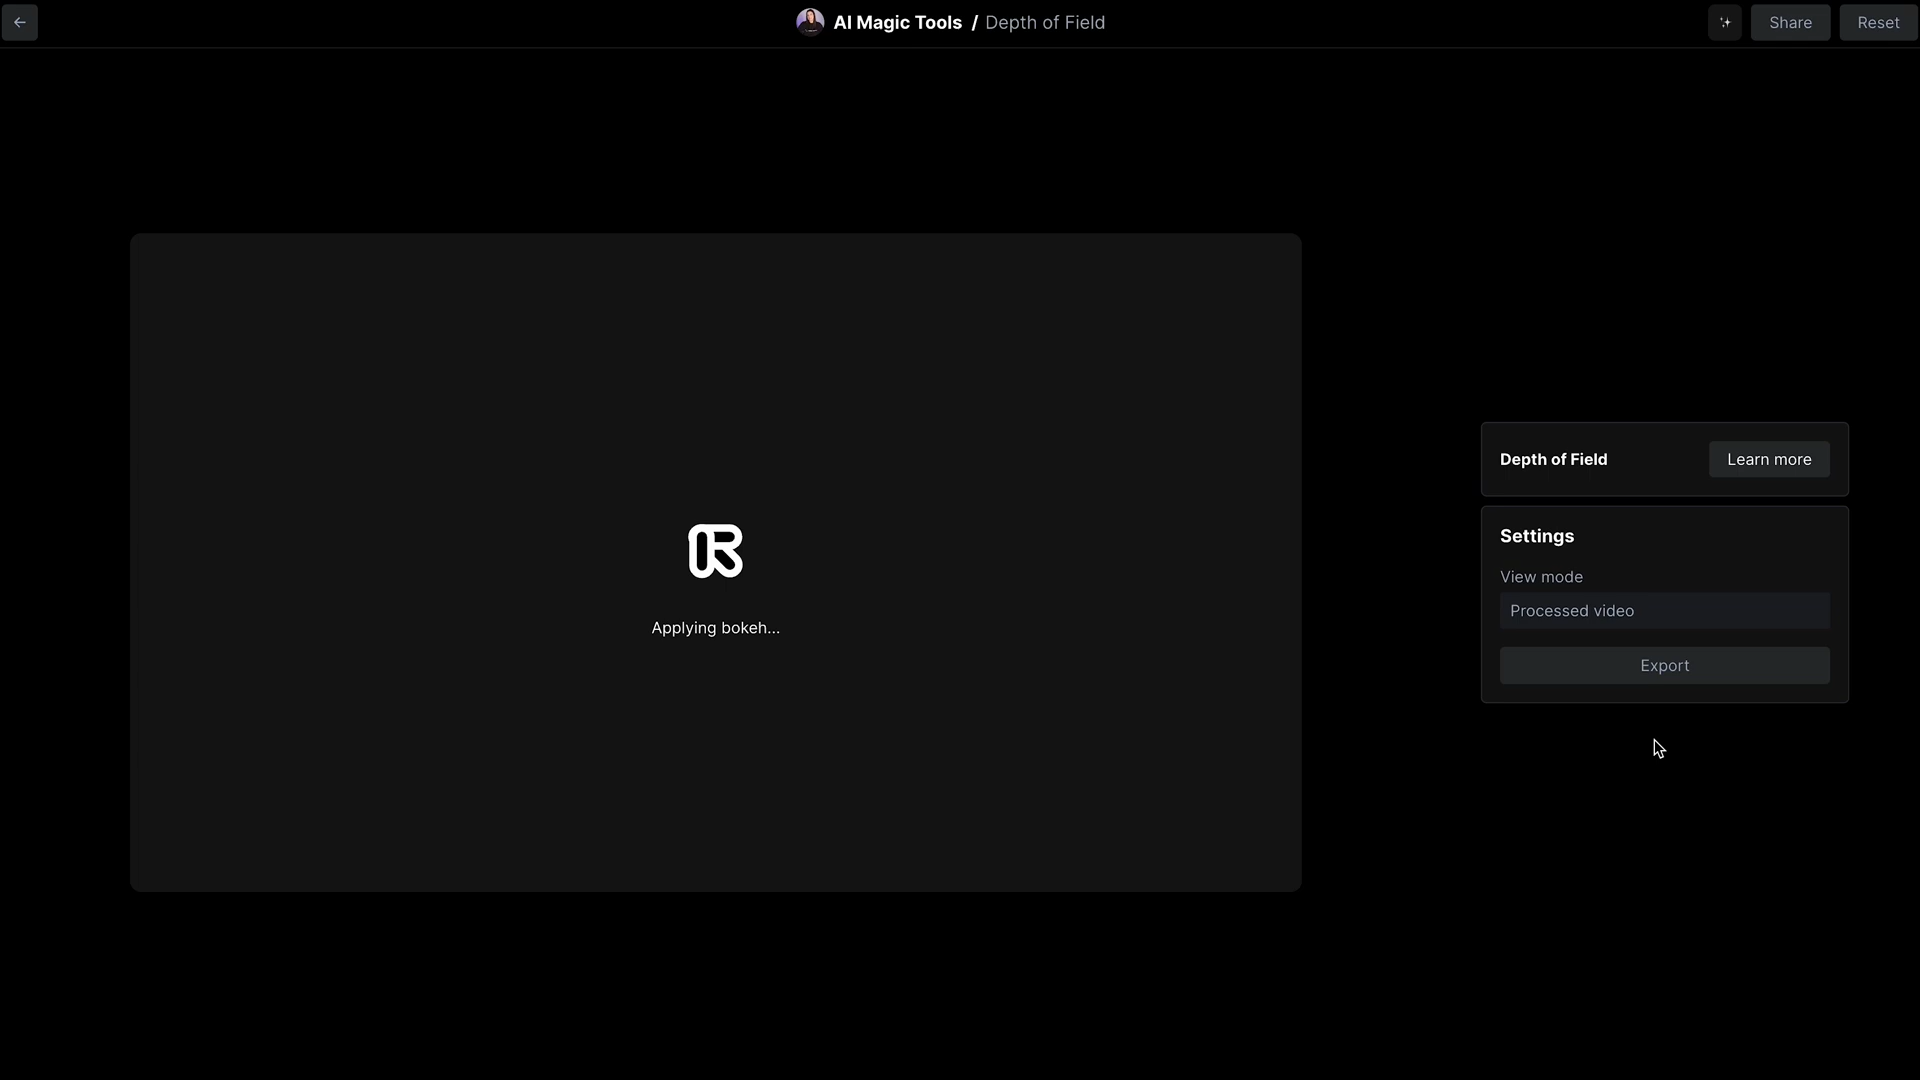 AI Magic Tools / Depth of Field
Share
Reset
Applying bokeh...
Depth of Field
Learn more
Settings
View mode
Processed video
Export